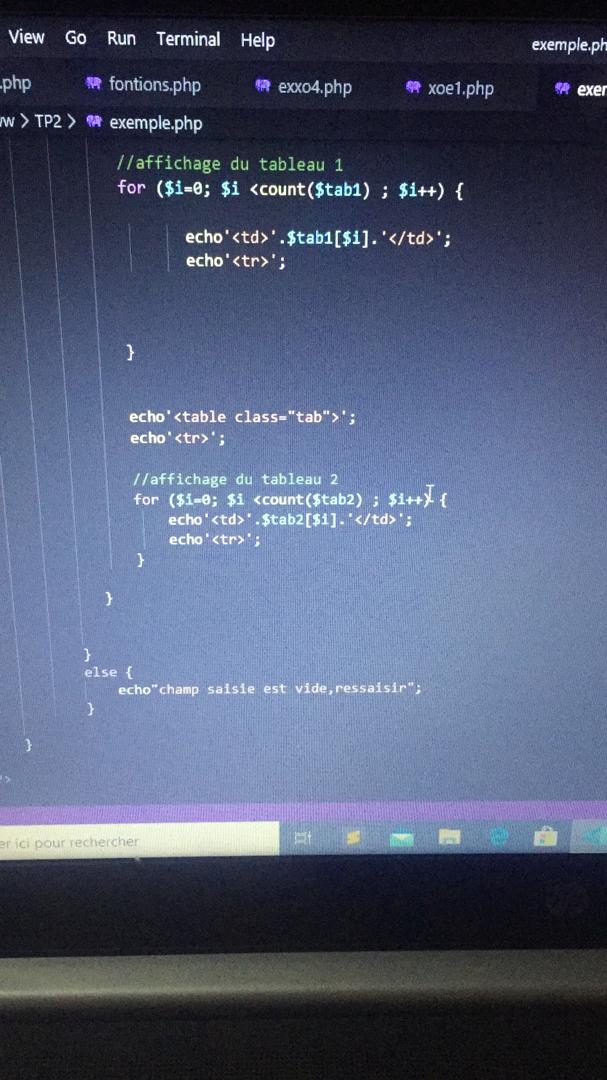 View Go Run Terminal Help exemple.ph
.php fontions.php exxo4.php xoe1.php exer
TP2 > exemple.php
//affichage du tableau 1
for ($i=0; $i <count($tab1) ; $i++) {
echo'<td>'.$tab1[$i].'</td>';
echo'<tr>';
}
echo'<table class="tab">';
echo'<tr>';
//affichage du tableau 2
for ($i=0; $i <count($tab2) ; $i++) {
echo'<td>'.$tab2[$i].'</td>';
echo'<tr>';
}
}
}
else {
echo"champ saisie est vide,ressaisir";
}
}
?>
er ici pour rechercher